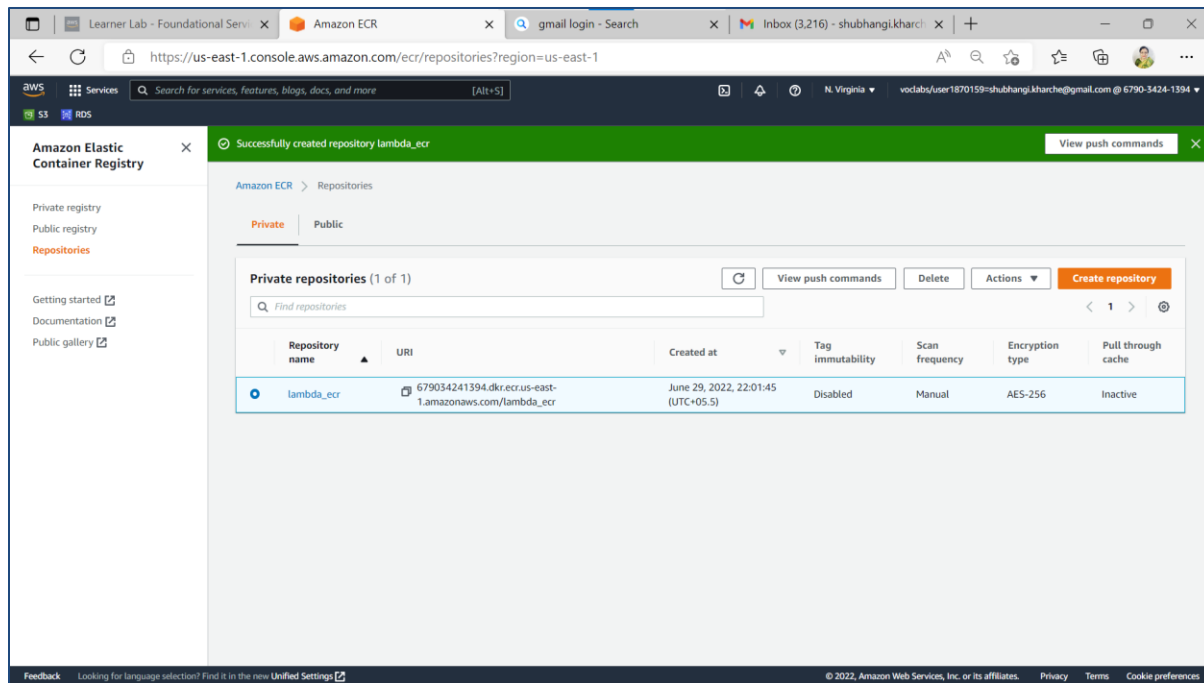 Learner Lab - Foundational Servi
Amazon ECR
gmail login - Search
Inbox (3,216) - shubhangi.kharch
https://us-east-1.console.aws.amazon.com/ecr/repositories?region=us-east-1
aws
Services
Search for services, features, blogs, docs, and more
[Alt+S]
N. Virginia ▼
voclabs/user1870159=shubhangi.kharche@gmail.com @ 6790-3424-1394 ▼
S3
RDS
Amazon Elastic
Container Registry
Private registry
Public registry
Repositories
Getting started
Documentation
Public gallery
Successfully created repository lambda_ecr
View push commands
Amazon ECR > Repositories
Private
Public
Private repositories (1 of 1)
View push commands
Delete
Actions ▼
Create repository
Find repositories
< 1 >
Repository
name
URI
Created at
Tag
immutability
Scan
frequency
Encryption
type
Pull through
cache
lambda_ecr
679034241394.dkr.ecr.us-east-
1.amazonaws.com/lambda_ecr
June 29, 2022, 22:01:45
(UTC+05.5)
Disabled
Manual
AES-256
Inactive
Feedback
Looking for language selection? Find it in the new Unified Settings
© 2022, Amazon Web Services, Inc. or its affiliates.
Privacy
Terms
Cookie preferences